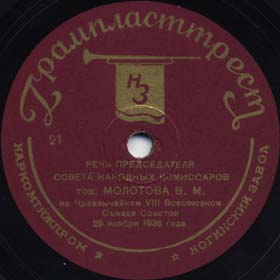 Грампласттрест
НЗ
21
РЕЧЬ ПРЕДСЕДАТЕЛЯ
СОВЕТА НАРОДНЫХ КОМИССАРОВ
тов: МОЛОТОВА В. М.
на Чрезвычайном VIII Всесоюзном
Съезде Советов
29 ноября 1936 года
НАРКОМТЯЖПРОМ ★ НОГИНСКИЙ ЗАВОД